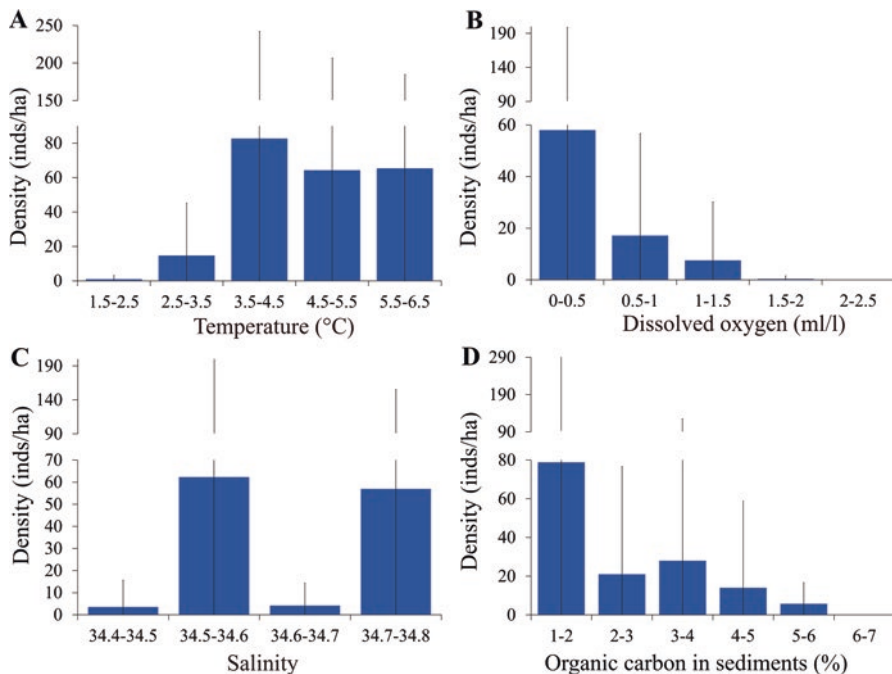 A
Density (inds/ha)
250
200
150
80
60
40
20
0
1.5-2.5 2.5-3.5 3.5-4.5 4.5-5.5 5.5-6.5
Temperature (°C)
B
Density (inds/ha)
190
140
90
60
40
20
0
0-0.5 0.5-1 1-1.5 1.5-2 2-2.5
Dissolved oxygen (ml/l)
C
Density (inds/ha)
190
140
90
70
60
50
40
30
20
10
0
34.4-34.5 34.5-34.6 34.6-34.7 34.7-34.8
Salinity
D
Density (inds/ha)
290
190
90
80
60
40
20
0
1-2 2-3 3-4 4-5 5-6 6-7
Organic carbon in sediments (%)